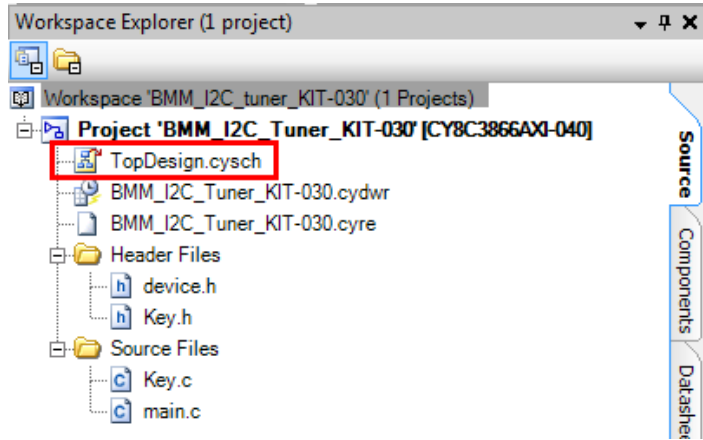 Workspace Explorer (1 project)
Workspace 'BMM_I2C_tuner_KIT-030' (1 Projects)
Project 'BMM_I2C_Tuner_KIT-030' [CY8C3866AXI-040]
TopDesign.cysch
BMM_I2C_Tuner_KIT-030.cydwr
BMM_I2C_Tuner_KIT-030.cyre
Header Files
h device.h
h Key.h
Source Files
c Key.c
c main.c
Source
Components
Datashee